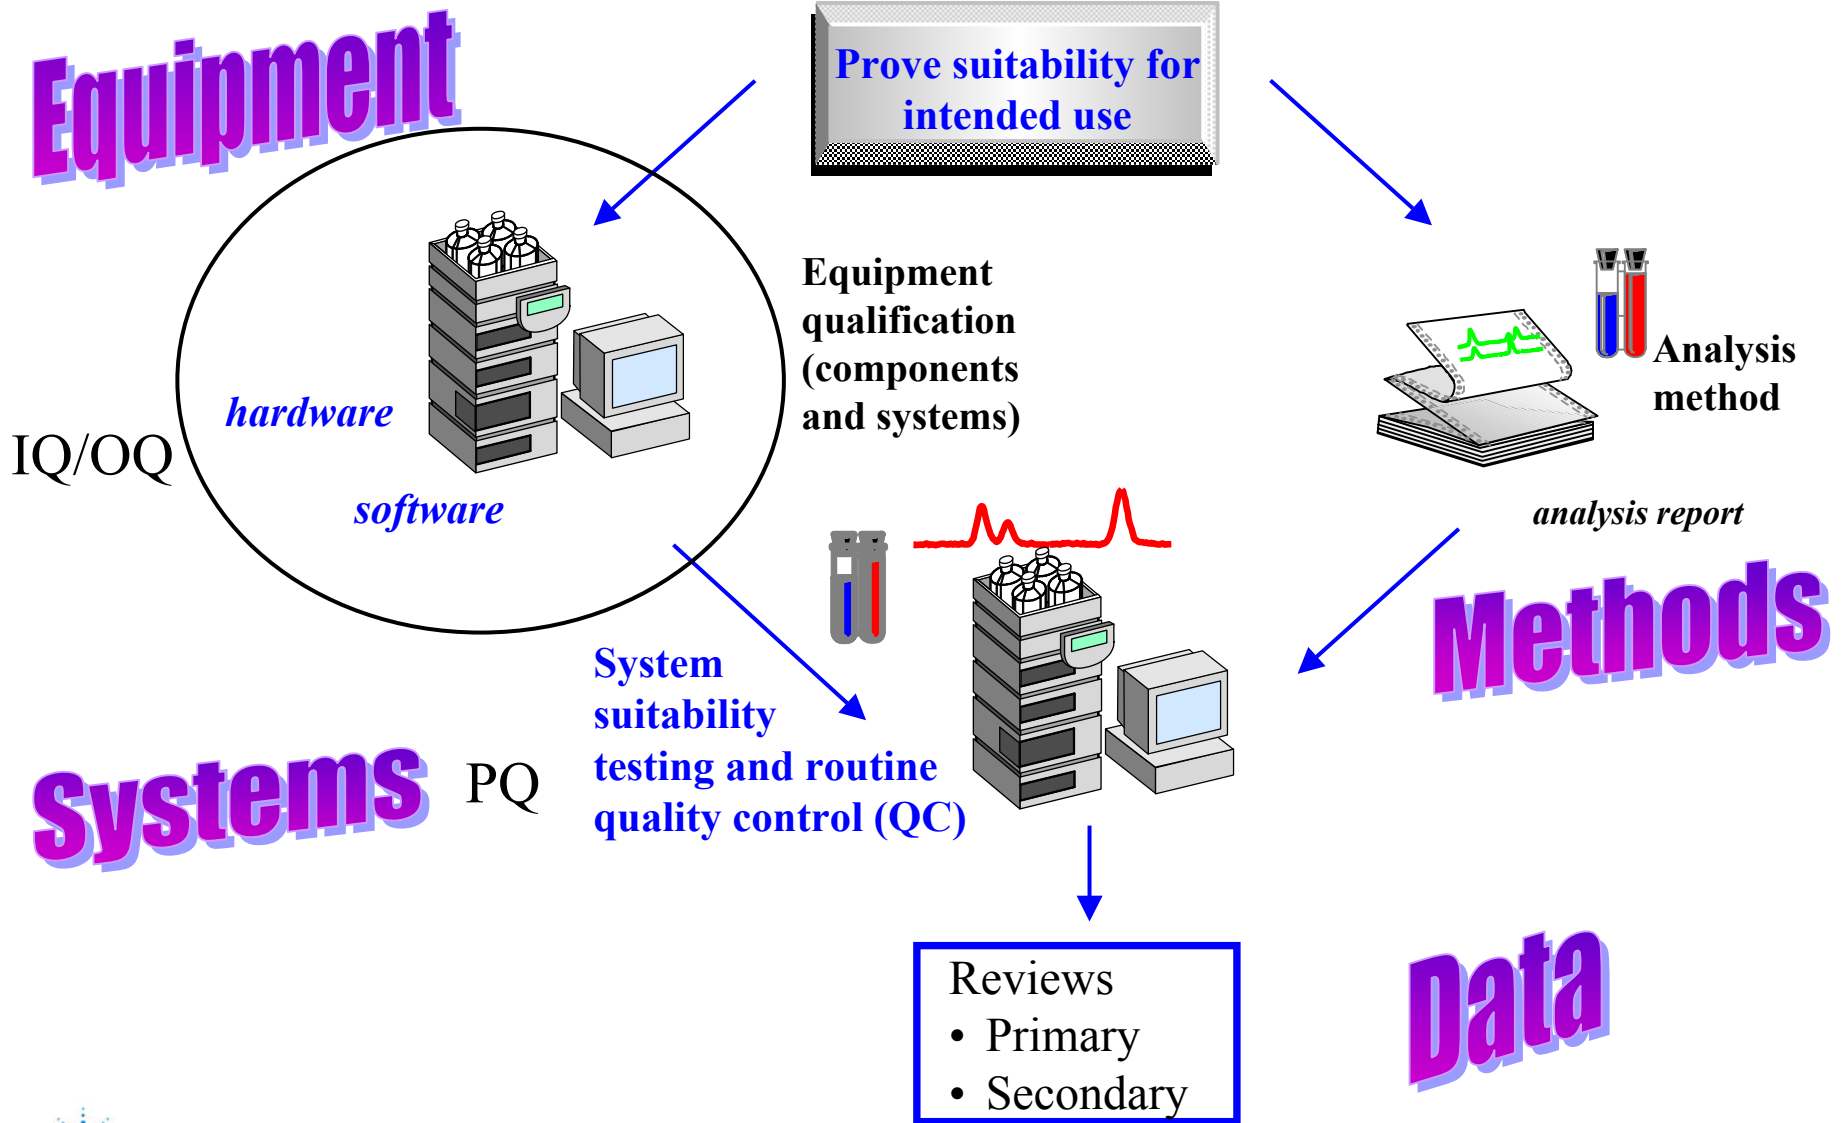 Equipment
Prove suitability for
intended use
Equipment
qualification
(components
and systems)
hardware
software
IQ/OQ
Analysis
method
analysis report
Methods
System
suitability
testing and routine
quality control (QC)
Systems
PQ
Reviews
• Primary
• Secondary
Data